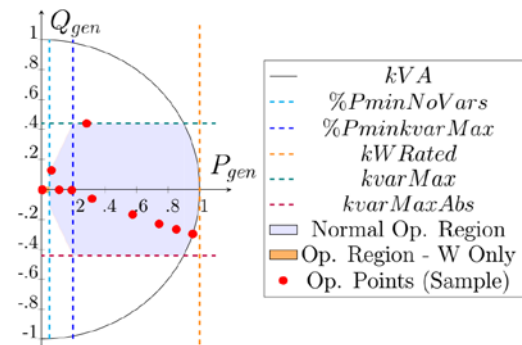 Q_gen
1
.8
.6
.4
.2
0
-.2
-.4
-.6
-.8
-1
.2 .4 .6 .8 1
P_gen
kVA
%PminNoVars
%PminkvarMax
kWRated
kvarMax
kvarMaxAbs
Normal Op. Region
Op. Region - W Only
Op. Points (Sample)